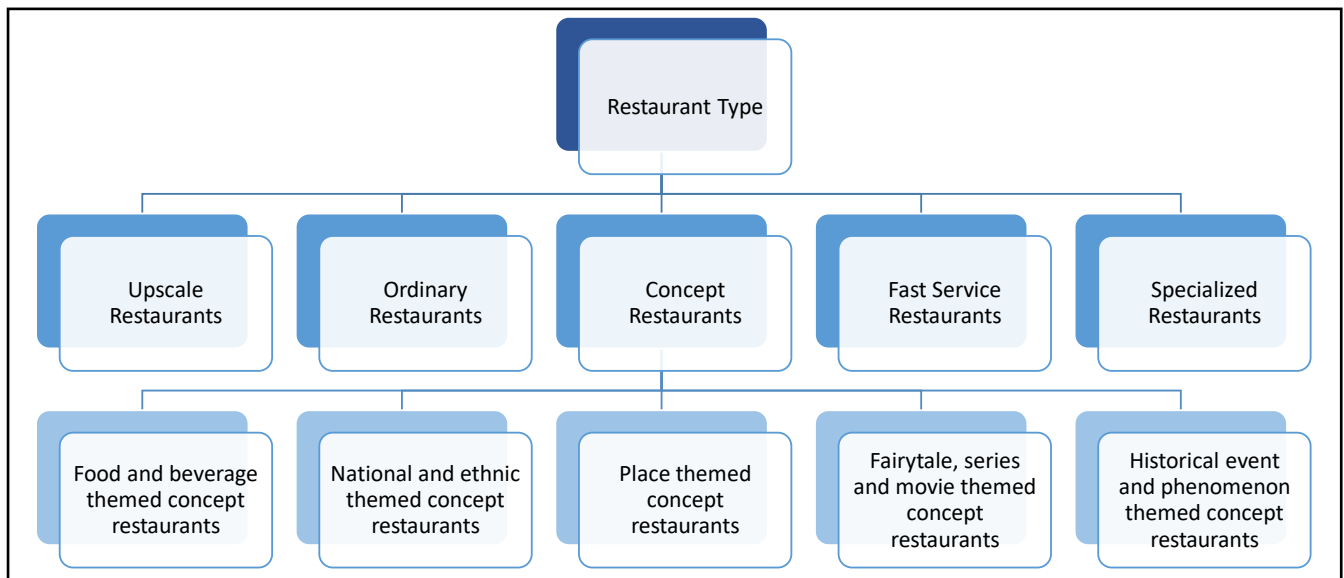 Restaurant Type
Upscale
Restaurants
Ordinary
Restaurants
Concept
Restaurants
Fast Service
Restaurants
Specialized
Restaurants
Food and beverage
themed concept
restaurants
National and ethnic
themed concept
restaurants
Place themed
concept
restaurants
Fairytale, series
and movie themed
concept
restaurants
Historical event
and phenomenon
themed concept
restaurants